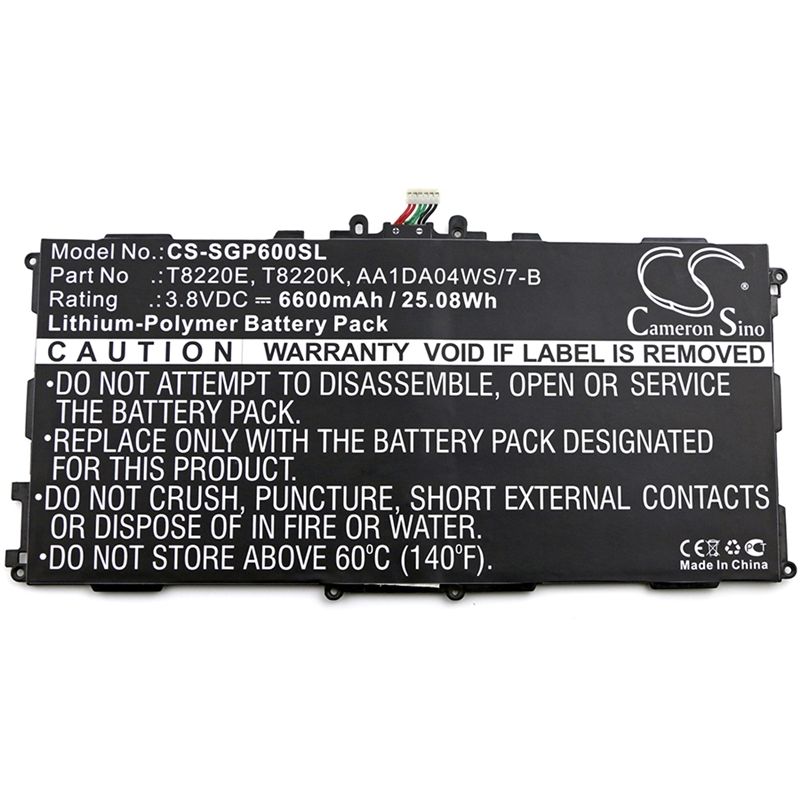 Model No.: CS-SGP600SL
Part No :T8220E, T8220K, AA1DA04WS/7-B
Rating :3.8VDC ⎓ 6600mAh / 25.08Wh
Lithium-Polymer Battery Pack
CS
Cameron Sino
CAUTION WARRANTY VOID IF LABEL IS REMOVED
•DO NOT ATTEMPT TO DISASSEMBLE, OPEN OR SERVICE
THE BATTERY PACK.
•REPLACE ONLY WITH THE BATTERY PACK DESIGNATED
FOR THIS PRODUCT.
•DO NOT CRUSH, PUNCTURE, SHORT EXTERNAL CONTACTS
OR DISPOSE OF IN FIRE OR WATER.
•DO NOT STORE ABOVE 60°C (140°F).
CE
Made In China